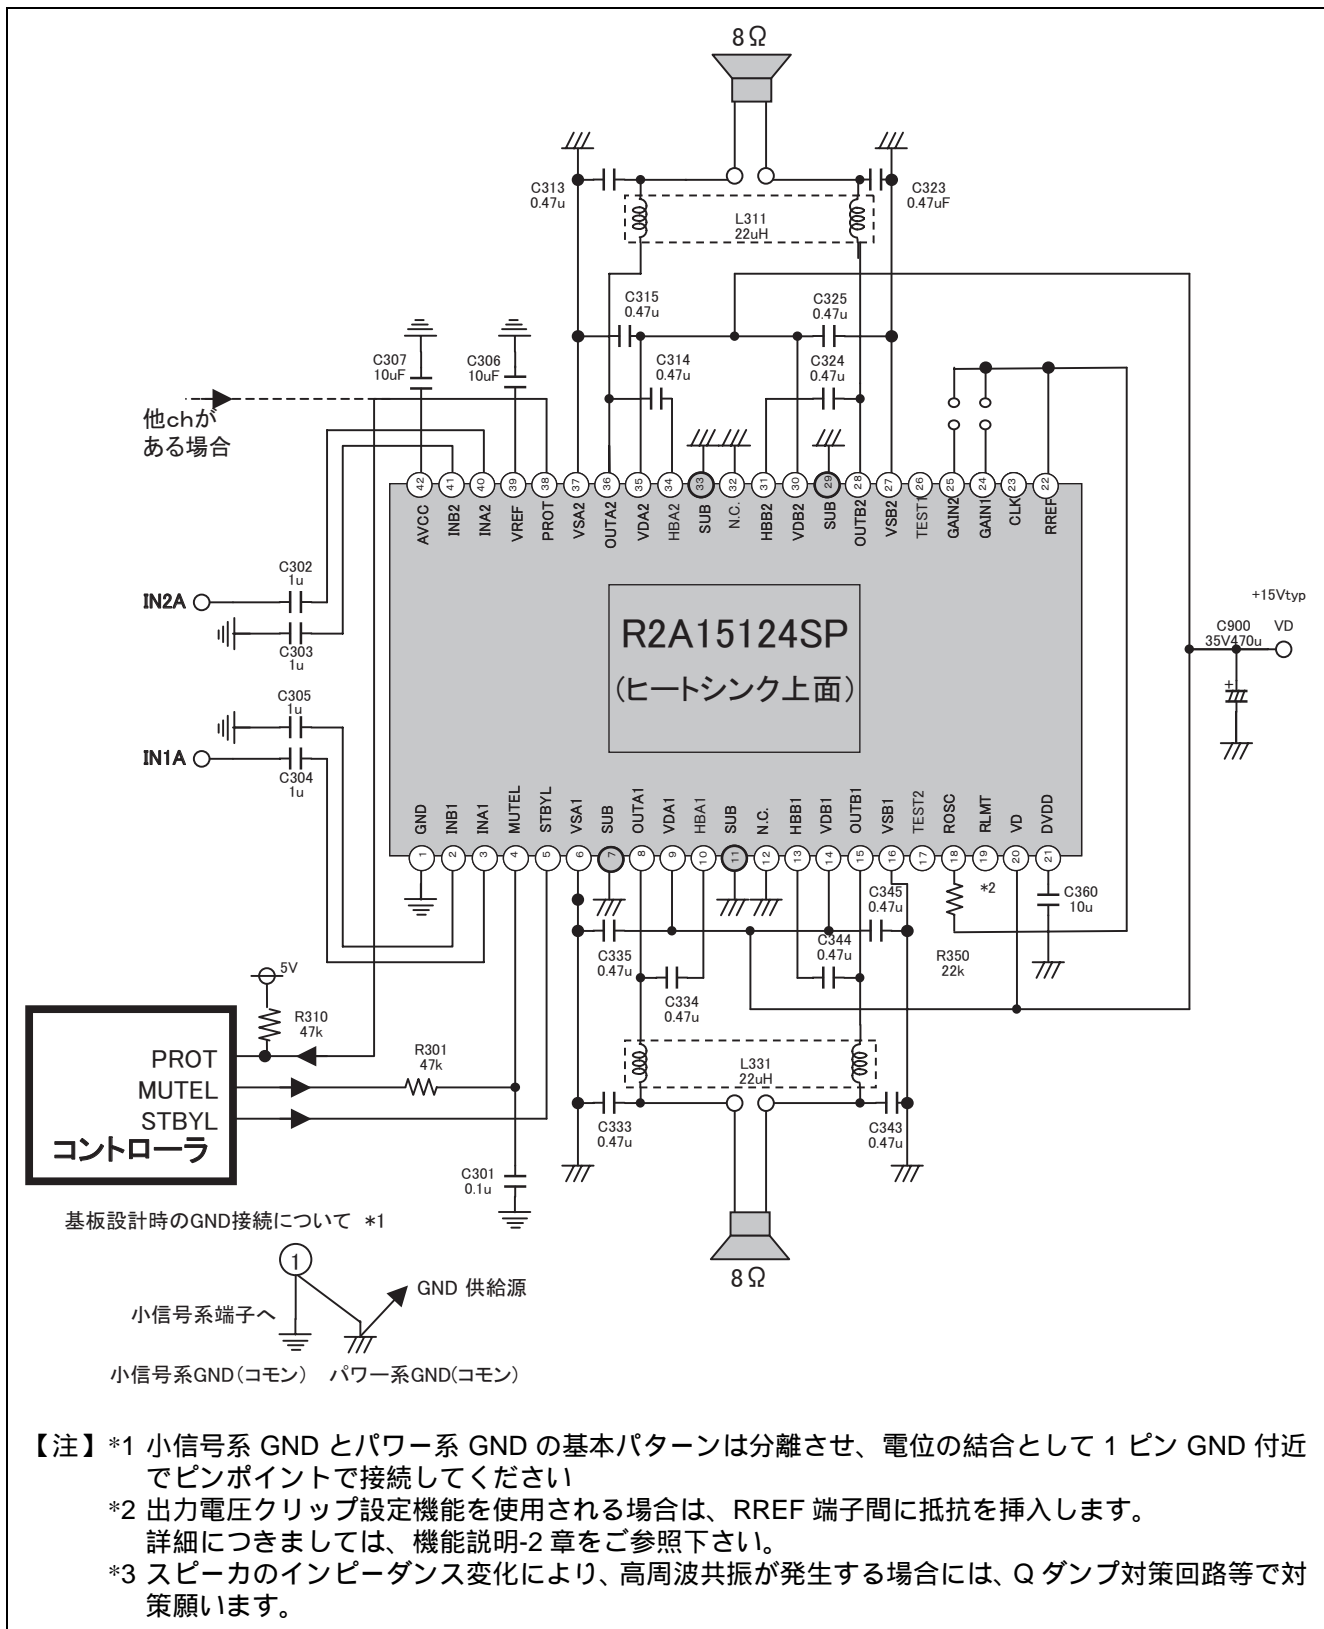 8Ω
C313
0.47u
C323
0.47uF
L311
22uH
C315
0.47u
C325
0.47u
C307
10uF
C306
10uF
C314
0.47u
C324
0.47u
他chが
ある場合
42 41 40 39 38 37 36 35 34 33 32 31 30 29 28 27 26 25 24 23 22
AVCC
INB2
INA2
VREF
PROT
VSA2
OUTA2
VDA2
HBA2
SUB
N.C.
HBB2
VDB2
SUB
OUTB2
VSB2
TEST1
GAIN2
GAIN1
CLK
RREF
C302
1u
IN2A
C303
1u
R2A15124SP
(ヒートシンク上面)
+15Vtyp
C900
35V470u
VD
+
C305
1u
IN1A
C304
1u
GND
INB1
INA1
MUTEL
STBYL
VSA1
SUB
OUTA1
VDA1
HBA1
SUB
N.C.
HBB1
VDB1
OUTB1
VSB1
TEST2
ROSC
RLMT
VD
DVDD
1 2 3 4 5 6 7 8 9 10 11 12 13 14 15 16 17 18 19 20 21
*2
C345
0.47u
C360
10u
C335
0.47u
C344
0.47u
R350
22k
5V
C334
0.47u
R310
47k
R301
47k
L331
22uH
PROT
MUTEL
STBYL
コントローラ
C333
0.47u
C343
0.47u
C301
0.1u
基板設計時のGND接続について *1
1
GND 供給源
小信号系端子へ
小信号系GND(コモン) パワー系GND(コモン)
8Ω
【注】*1 小信号系 GND とパワー系 GND の基本パターンは分離させ、電位の結合として 1 ピン GND 付近
でピンポイントで接続してください
*2 出力電圧クリップ設定機能を使用される場合は、RREF 端子間に抵抗を挿入します。
詳細につきましては、機能説明-2 章をご参照下さい。
*3 スピーカのインピーダンス変化により、高周波共振が発生する場合には、Q ダンプ対策回路等で対
策願います。